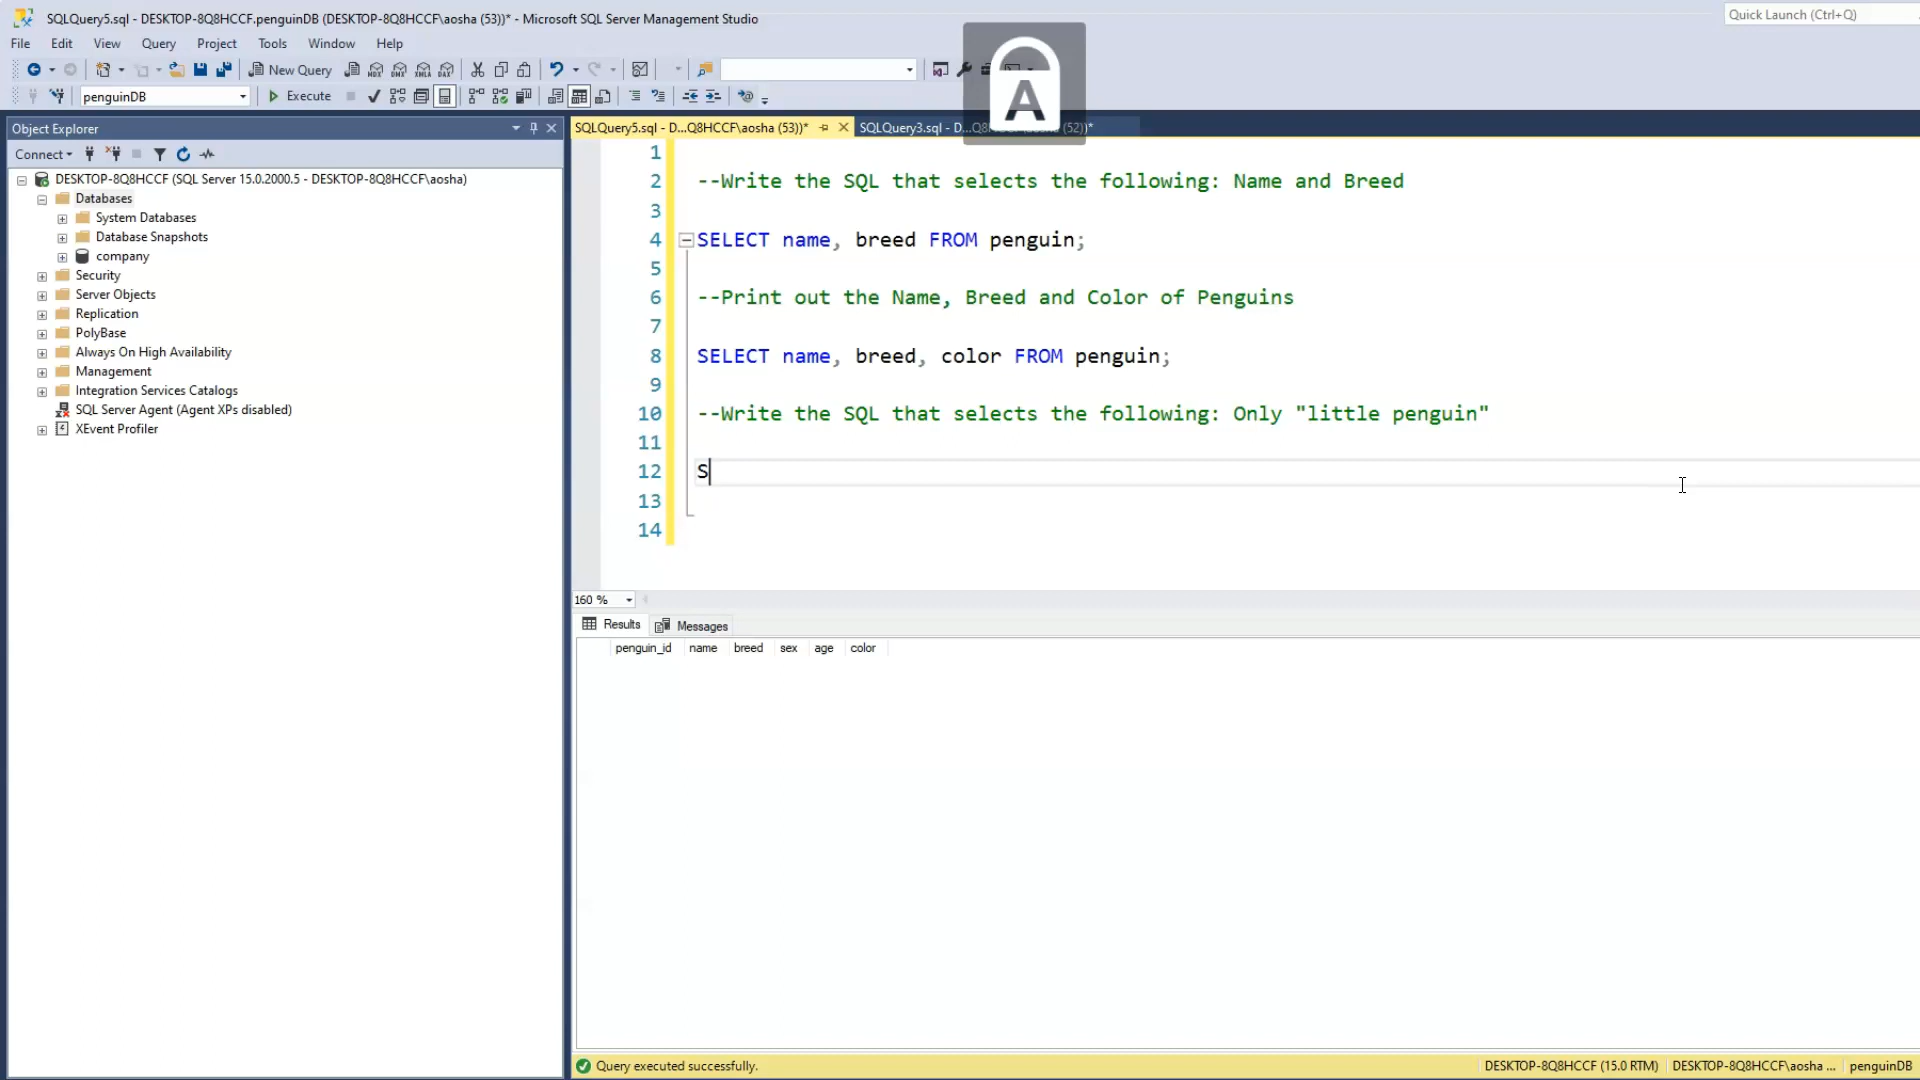 SQLQuery5.sql - DESKTOP-8Q8HCCF.penguinDB (DESKTOP-8Q8HCCF\aosha (53))* - Microsoft SQL Server Management Studio
Quick Launch (Ctrl+Q)
File Edit View Query Project Tools Window Help
New Query
penguinDB Execute
A
Object Explorer
Connect
DESKTOP-8Q8HCCF (SQL Server 15.0.2000.5 - DESKTOP-8Q8HCCF\aosha)
Databases
System Databases
Database Snapshots
company
Security
Server Objects
Replication
PolyBase
Always On High Availability
Management
Integration Services Catalogs
SQL Server Agent (Agent XPs disabled)
XEvent Profiler
SQLQuery5.sql - D...Q8HCCF\aosha (53))* SQLQuery3.sql - D...Q8 (52))*
1
2 --Write the SQL that selects the following: Name and Breed
3
4 SELECT name, breed FROM penguin;
5
6 --Print out the Name, Breed and Color of Penguins
7
8 SELECT name, breed, color FROM penguin;
9
10 --Write the SQL that selects the following: Only "little penguin"
11
12 S
13
14
160 %
Results Messages
penguin_id name breed sex age color
Query executed successfully.
DESKTOP-8Q8HCCF (15.0 RTM) DESKTOP-8Q8HCCF\aosha ... penguinDB